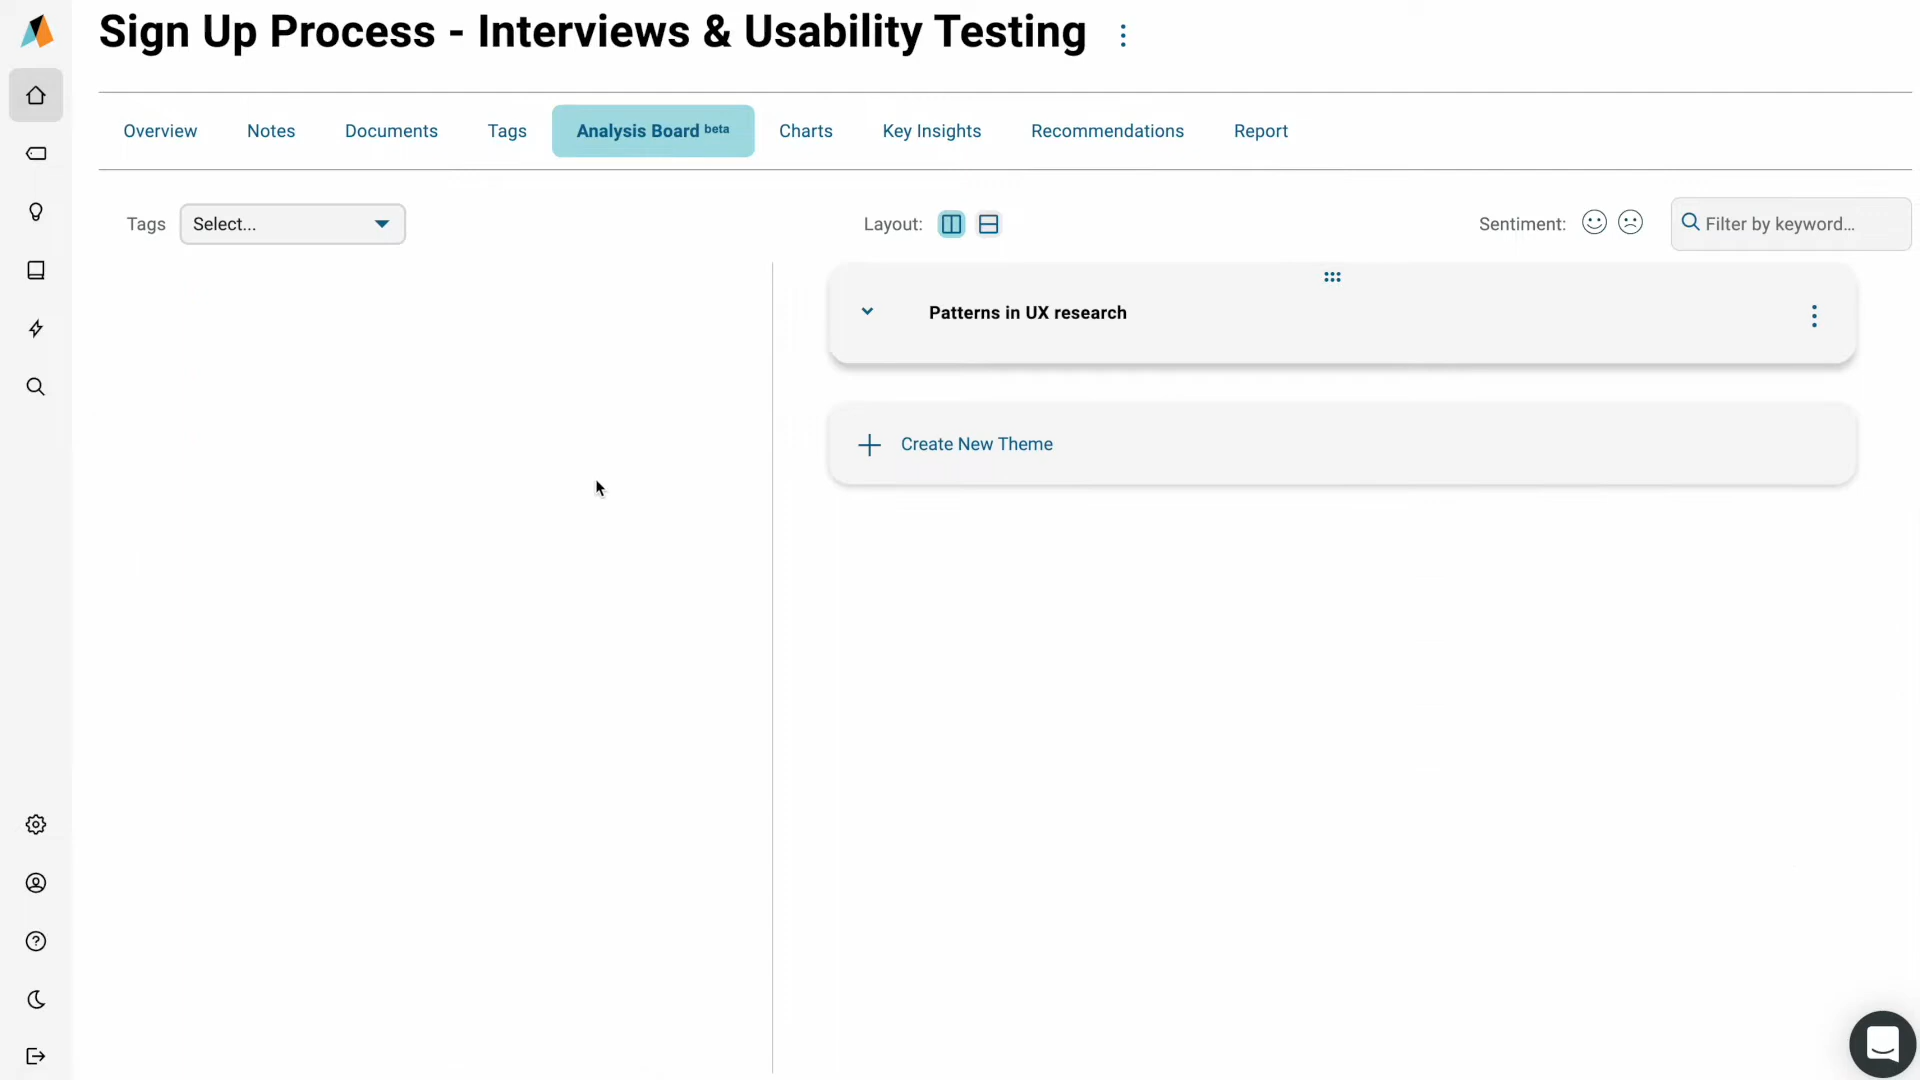 Sign Up Process - Interviews & Usability Testing
Overview Notes Documents Tags Analysis Board beta Charts Key Insights Recommendations Report
Tags Select... Layout: Sentiment: Filter by keyword...
Patterns in UX research
Create New Theme